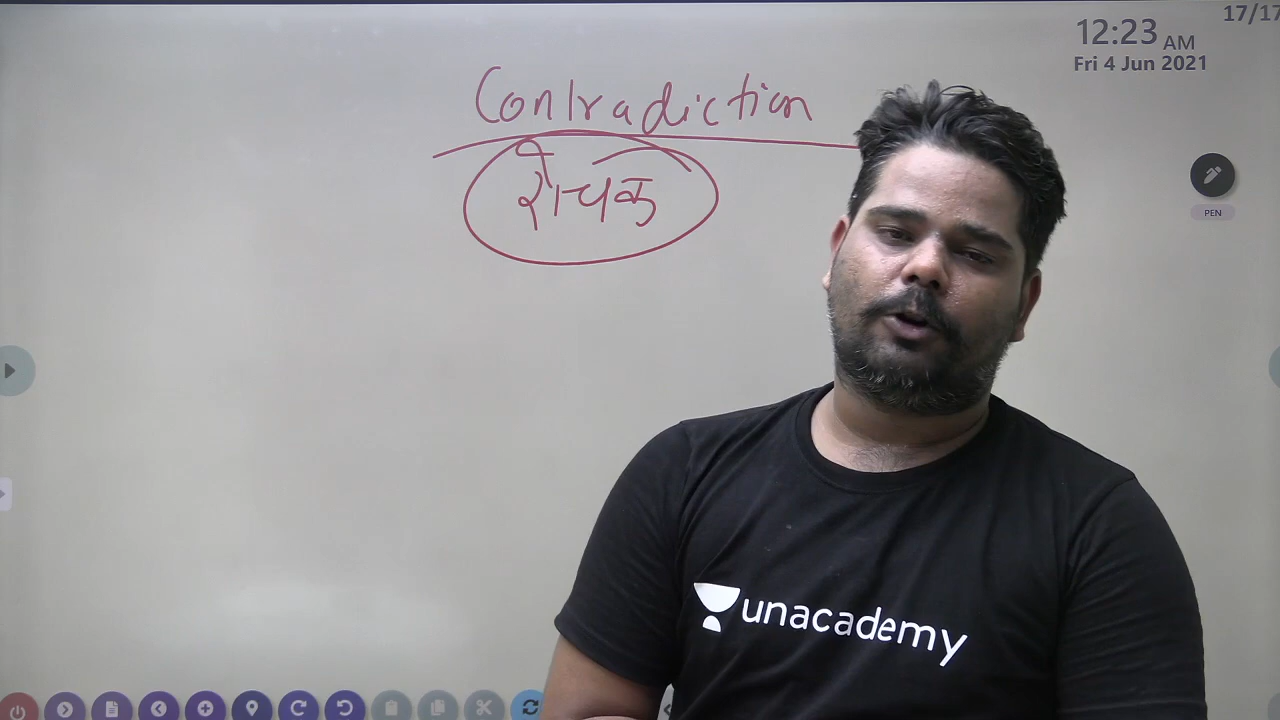 17/17
12:23 AM
Fri 4 Jun 2021
Contradiction
रोचक
PEN
unacademy